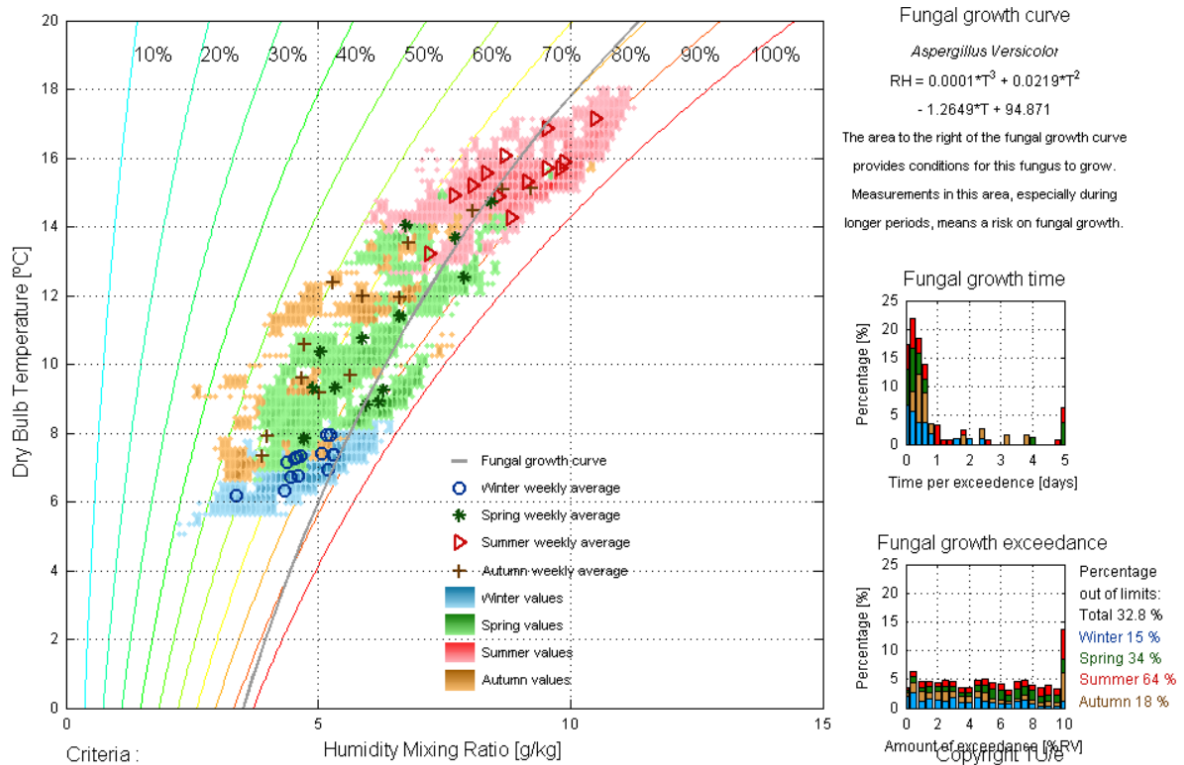 10% 20% 30% 40% 50% 60% 70% 80% 90% 100%
20
18
16
14
12
10
8
6
4
2
0
Dry Bulb Temperature [ºC]
0 5 10 15
Humidity Mixing Ratio [g/kg]
Criteria :
Fungal growth curve
Winter weekly average
Spring weekly average
Summer weekly average
Autumn weekly average
Winter values
Spring values
Summer values
Autumn values
Fungal growth curve
Aspergillus Versicolor
RH = 0.0001*T³ + 0.0219*T²
- 1.2649*T + 94.871
The area to the right of the fungal growth curve
provides conditions for this fungus to grow.
Measurements in this area, especially during
longer periods, means a risk on fungal growth.
Fungal growth time
25
20
15
10
5
0
Percentage [%]
0 1 2 3 4 5
Time per exceedence [days]
Fungal growth exceedance
25
20
15
10
5
0
Percentage [%]
0 2 4 6 8 10
Amount of exceedance [%RV]
Percentage
out of limits:
Total 32.8 %
Winter 15 %
Spring 34 %
Summer 64 %
Autumn 18 %
Copyright TU/e